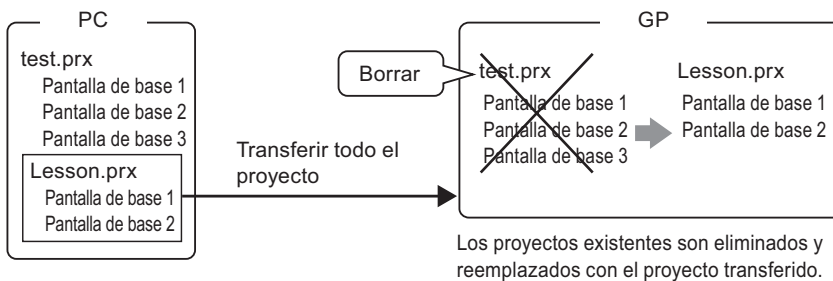 PC
test.prx
Pantalla de base 1
Pantalla de base 2
Pantalla de base 3
Lesson.prx
Pantalla de base 1
Pantalla de base 2
Transferir todo el
proyecto
GP
Borrar
test.prx
Pantalla de base 1
Pantalla de base 2
Pantalla de base 3
Lesson.prx
Pantalla de base 1
Pantalla de base 2
Los proyectos existentes son eliminados y
reemplazados con el proyecto transferido.